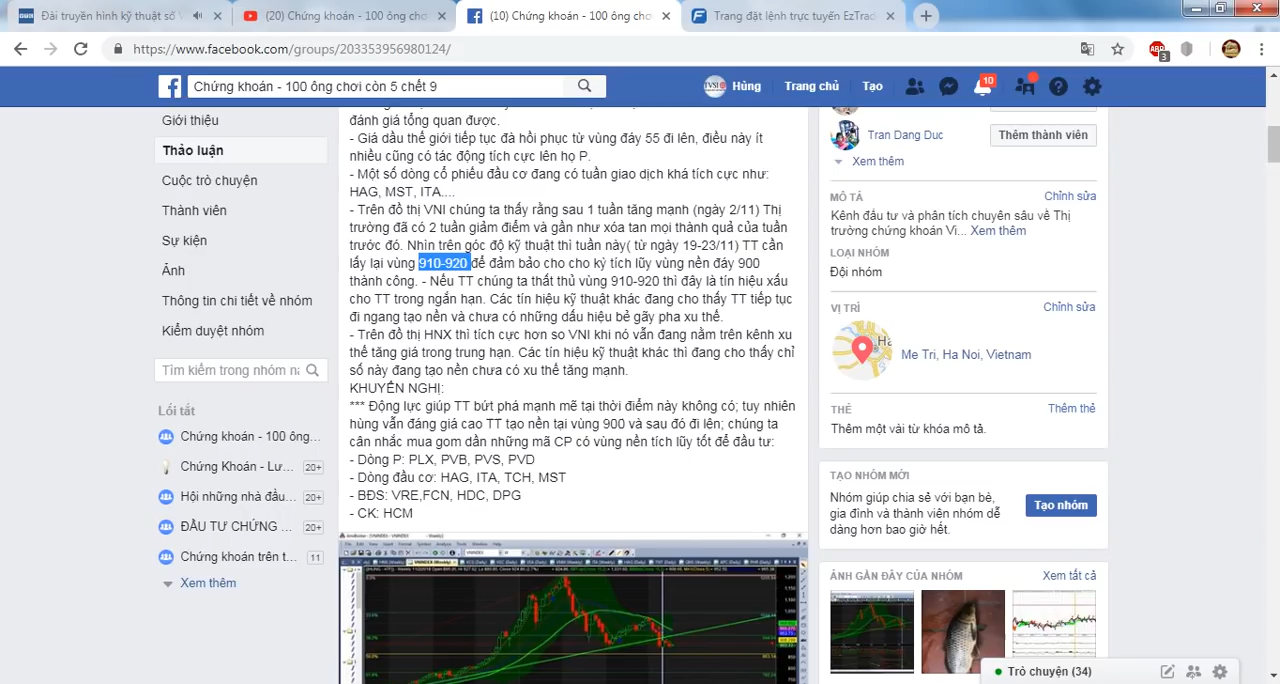 Đài truyền hình kỹ thuật số V
(20) Chứng khoán - 100 ông chơi
(10) Chứng khoán - 100 ông chơ
Trang đặt lệnh trực tuyến EzTrad
https://www.facebook.com/groups/203353956980124/
Chứng khoán - 100 ông chơi còn 5 chết 9
Hùng
Trang chủ
Tạo
10
3
Giới thiệu
Thảo luận
Cuộc trò chuyện
Thành viên
Sự kiện
Ảnh
Thông tin chi tiết về nhóm
Kiểm duyệt nhóm
Tìm kiếm trong nhóm nà
Lối tắt
Chứng khoán - 100 ông...
Chứng Khoán - Lư... 20+
Hội những nhà đầu... 20+
ĐẦU TƯ CHỨNG ... 20+
Chứng khoán trên t... 11
Xem thêm
đánh giá tổng quan được.
- Giá dầu thế giới tiếp tục đà hồi phục từ vùng đáy 55 đi lên, điều này ít
nhiều cũng có tác động tích cực lên họ P.
- Một số dòng cổ phiếu đầu cơ đang có tuần giao dịch khá tích cực như:
HAG, MST, ITA....
- Trên đồ thị VNI chúng ta thấy rằng sau 1 tuần tăng mạnh (ngày 2/11) Thị
trường đã có 2 tuần giảm điểm và gần như xóa tan mọi thành quả của tuần
trước đó. Nhìn trên góc độ kỹ thuật thì tuần này( từ ngày 19-23/11) TT cần
lấy lại vùng 910-920 để đảm bảo cho cho kỳ tích lũy vùng nền đáy 900
thành công. - Nếu TT chúng ta thất thủ vùng 910-920 thì đây là tín hiệu xấu
cho TT trong ngắn hạn. Các tín hiệu kỹ thuật khác đang cho thấy TT tiếp tục
đi ngang tạo nền và chưa có những dấu hiệu bẻ gãy pha xu thế.
- Trên đồ thị HNX thì tích cực hơn so VNI khi nó vẫn đang nằm trên kênh xu
thế tăng giá trong trung hạn. Các tín hiệu kỹ thuật khác thì đang cho thấy chỉ
số này đang tạo nền chưa có xu thế tăng mạnh.
KHUYẾN NGHỊ:
*** Động lực giúp TT bứt phá mạnh mẽ tại thời điểm này không có; tuy nhiên
hùng vẫn đáng giá cao TT tạo nền tại vùng 900 và sau đó đi lên; chúng ta
cân nhắc mua gom dần những mã CP có vùng nền tích lũy tốt để đầu tư:
- Dòng P: PLX, PVB, PVS, PVD
- Dòng đầu cơ: HAG, ITA, TCH, MST
- BĐS: VRE,FCN, HDC, DPG
- CK: HCM
Tran Dang Duc
Thêm thành viên
Xem thêm
MÔ TẢ
Chỉnh sửa
Kênh đầu tư và phân tích chuyên sâu về Thị
trường chứng khoán Vi... Xem thêm
LOẠI NHÓM
Đội nhóm
VỊ TRÍ
Chỉnh sửa
Me Tri, Ha Noi, Vietnam
THẺ
Thêm thẻ
Thêm một vài từ khóa mô tả.
TẠO NHÓM MỚI
Nhóm giúp chia sẻ với bạn bè,
gia đình và thành viên nhóm dễ
dàng hơn bao giờ hết.
Tạo nhóm
ẢNH GẦN ĐÂY CỦA NHÓM
Xem tất cả
Trò chuyện (34)